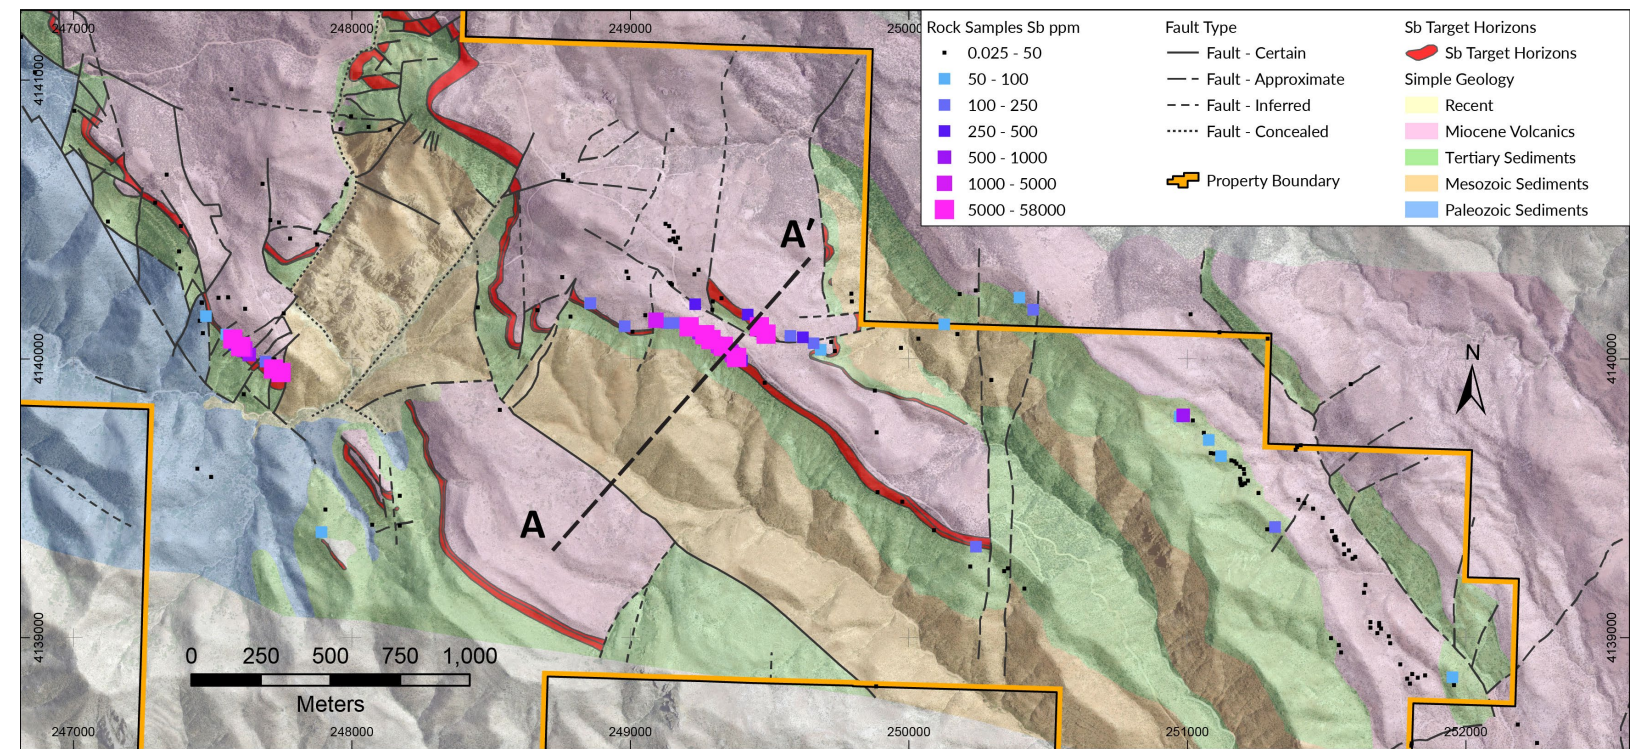 247000
248000
249000
250000
Rock Samples Sb ppm
0.025 - 50
50 - 100
100 - 250
250 - 500
500 - 1000
1000 - 5000
5000 - 58000
Fault Type
Fault - Certain
Fault - Approximate
Fault - Inferred
Fault - Concealed
Property Boundary
Sb Target Horizons
Sb Target Horizons
Simple Geology
Recent
Miocene Volcanics
Tertiary Sediments
Mesozoic Sediments
Paleozoic Sediments
4141000
A'
4140000
4140000
N
A
4139000
4139000
0 250 500 750 1,000
Meters
247000
248000
249000
250000
251000
252000